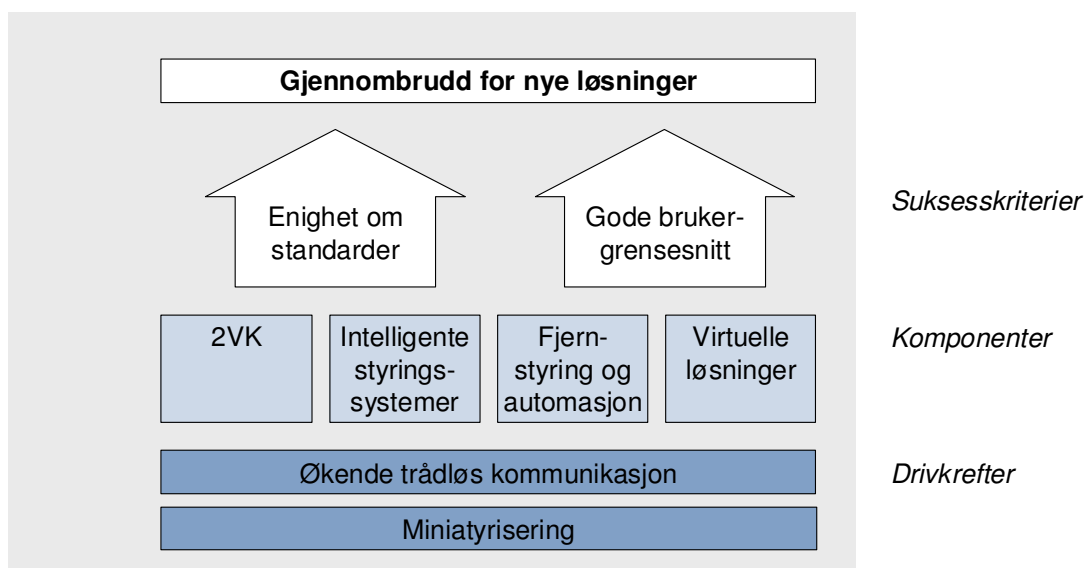 Gjennombrudd for nye løsninger
Enighet om
standarder
Gode bruker-
grensesnitt
Suksesskriterier
2VK
Intelligente
styrings-
systemer
Fjern-
styring og
automasjon
Virtuelle
løsninger
Komponenter
Økende trådløs kommunikasjon
Drivkrefter
Miniatyrisering